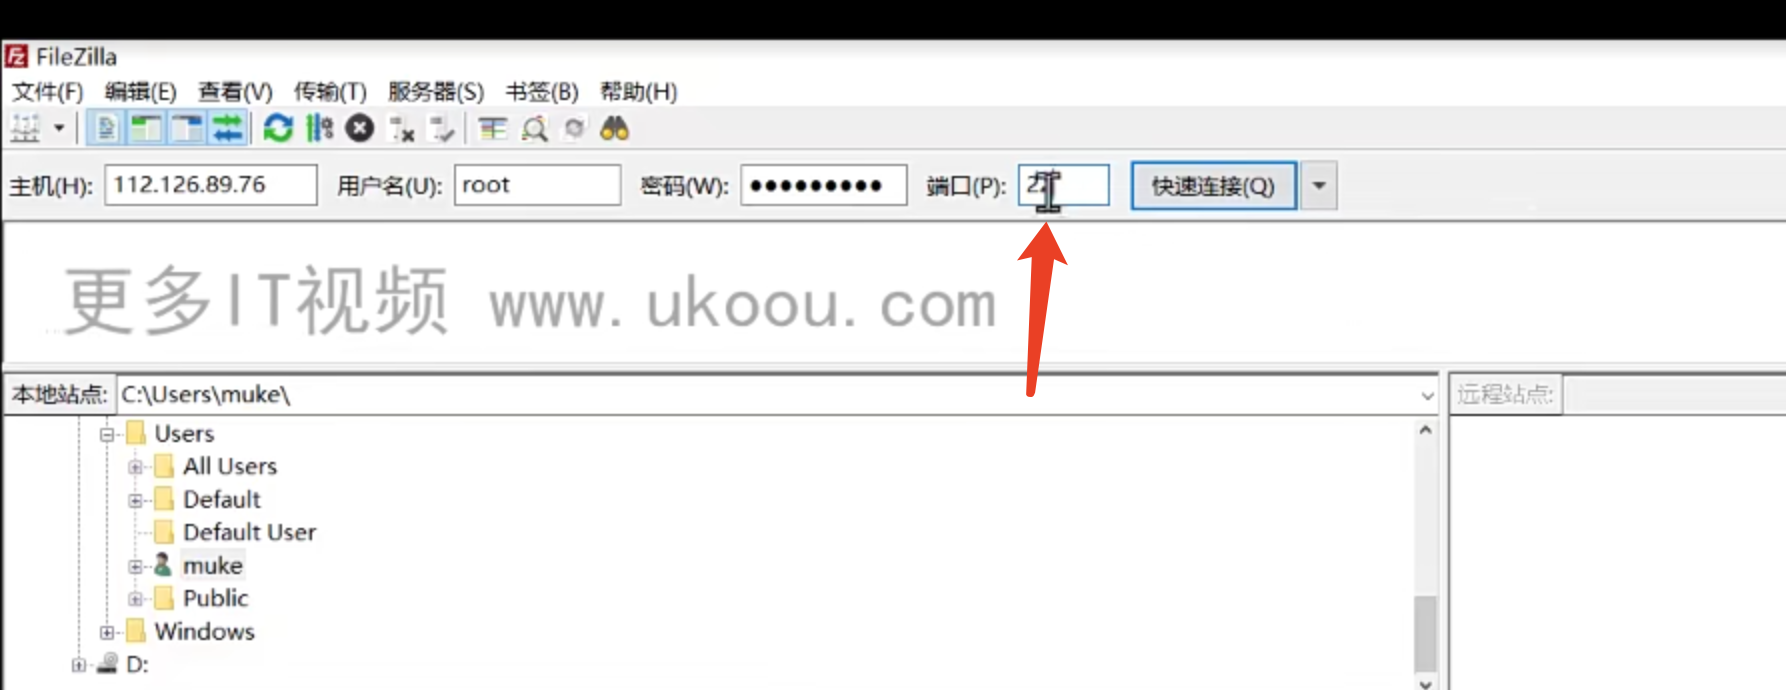 FileZilla
文件(F) 编辑(E) 查看(V) 传输(T) 服务器(S) 书签(B) 帮助(H)
主机(H): 112.126.89.76 用户名(U): root 密码(W): ●●●●●●●●● 端口(P): 快速连接(Q)
更多IT视频 www.ukoou.com
本地站点: C:\Users\muke\ 远程站点:
Users
All Users
Default
Default User
muke
Public
Windows
D: